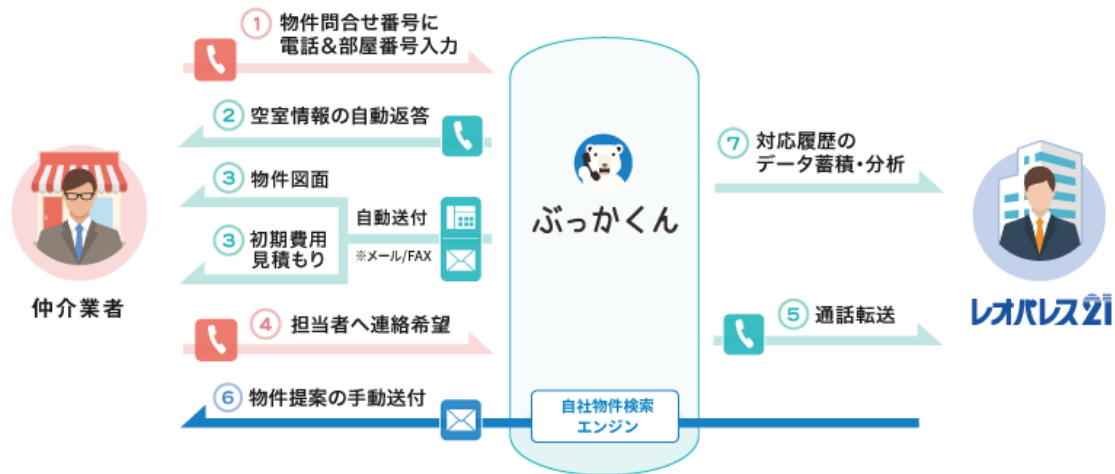 ① 物件問合せ番号に
電話&部屋番号入力
② 空室情報の自動返答
③ 物件図面
自動送付
※メール/FAX
③ 初期費用
見積もり
④ 担当者へ連絡希望
⑥ 物件提案の手動送付
仲介業者
ぶっかくん
自社物件検索
エンジン
⑦ 対応履歴の
データ蓄積・分析
⑤ 通話転送
レオパレス21